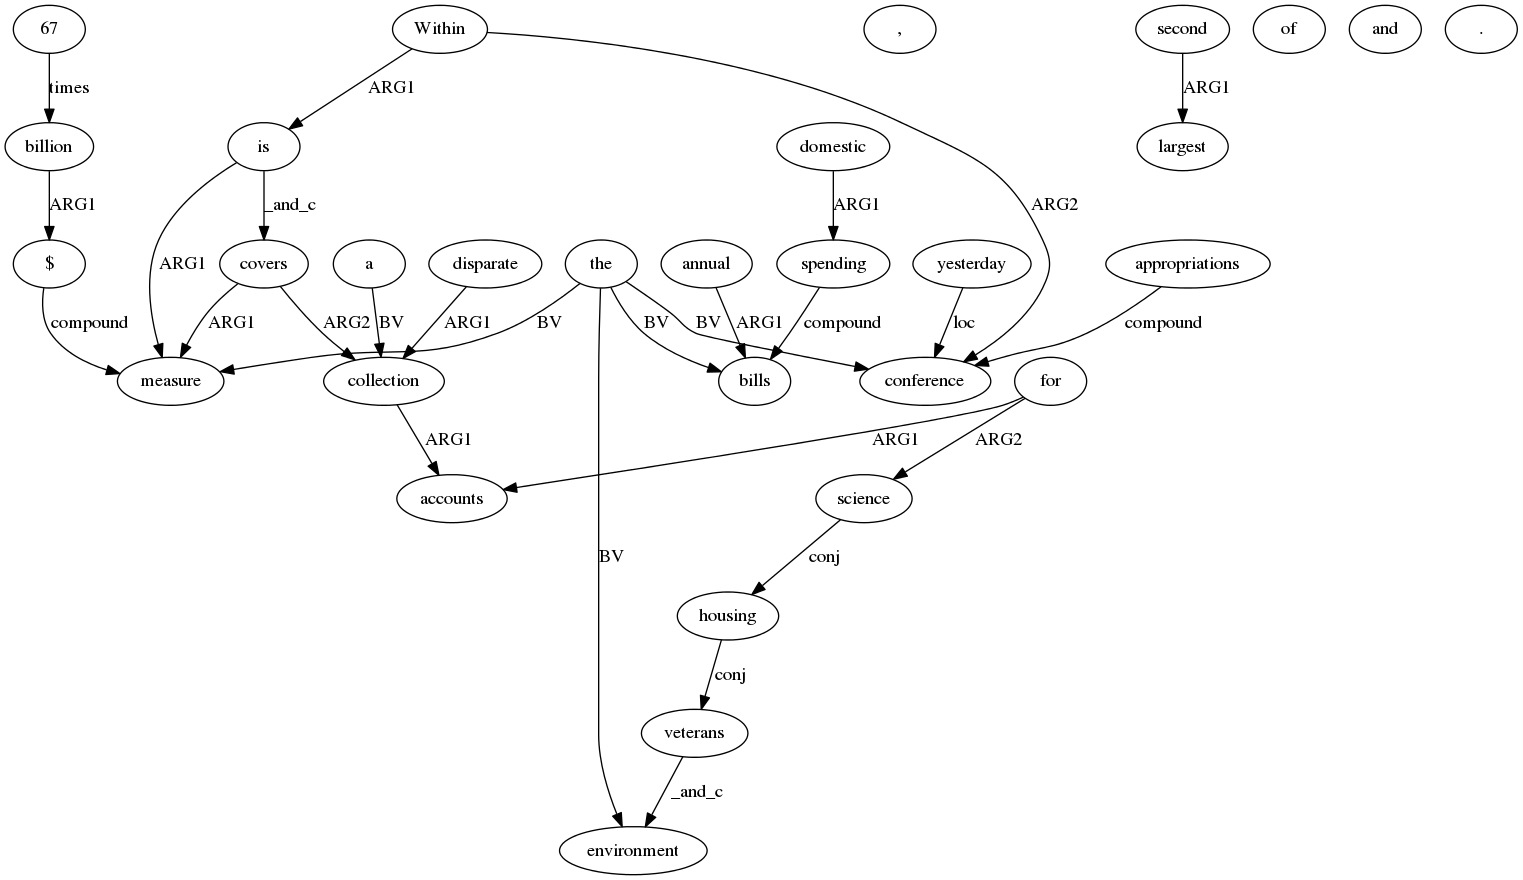 67 Within , second of and .
times ARG1 ARG1
billion is domestic largest
ARG1 _and_c ARG1 ARG2
$ covers a disparate the annual spending yesterday appropriations
compound ARG1 ARG1 ARG2 BV ARG1 BV BV BV ARG1 compound loc compound
measure collection bills conference for
ARG1 ARG1 ARG2
accounts science
BV conj
housing
conj
veterans
_and_c
environment